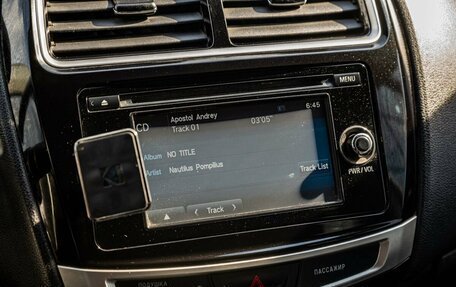 MENU
Apostol Andrey
6:45
CD
Track 01
03'05"
Album NO TITLE
Artist Nautilus Pompilius
Track List
PWR/VOL
Track
ПОДУШКА
ПАССАЖИР